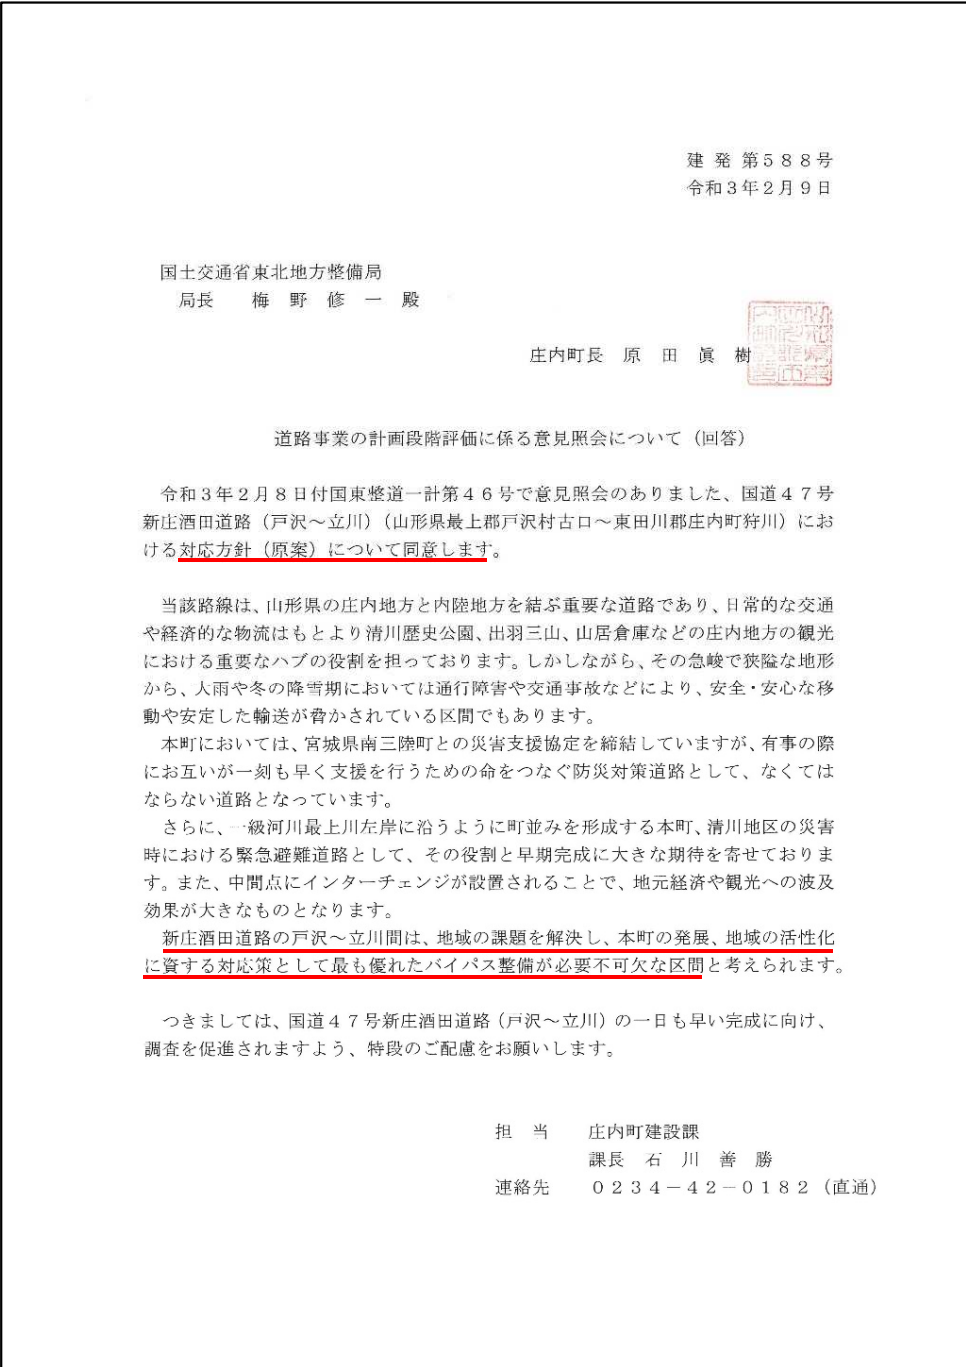 建 発 第５８８号
令和３年２月９日
国土交通省東北地方整備局
局長　梅　野　修　一　殿
庄内町長　原　田　眞　樹
道路事業の計画段階評価に係る意見照会について（回答）
令和３年２月８日付国東整道一計第４６号で意見照会のありました、国道４７号
新庄酒田道路（戸沢～立川）（山形県最上郡戸沢村古口～東田川郡庄内町狩川）にお
ける対応方針（原案）について同意します。
当該路線は、山形県の庄内地方と内陸地方を結ぶ重要な道路であり、日常的な交通
や経済的な物流はもとより清川歴史公園、出羽三山、山居倉庫などの庄内地方の観光
における重要なハブの役割を担っております。しかしながら、その急峻で狭隘な地形
から、大雨や冬の降雪期においては通行障害や交通事故などにより、安全・安心な移
動や安定した輸送が脅かされている区間でもあります。
本町においては、宮城県南三陸町との災害支援協定を締結していますが、有事の際
にお互いが一刻も早く支援を行うための命をつなぐ防災対策道路として、なくては
ならない道路となっています。
さらに、一級河川最上川左岸に沿うように町並みを形成する本町、清川地区の災害
時における緊急避難道路として、その役割と早期完成に大きな期待を寄せておりま
す。また、中間点にインターチェンジが設置されることで、地元経済や観光への波及
効果が大きなものとなります。
新庄酒田道路の戸沢～立川間は、地域の課題を解決し、本町の発展、地域の活性化
に資する対応策として最も優れたバイパス整備が必要不可欠な区間と考えられます。
つきましては、国道４７号新庄酒田道路（戸沢～立川）の一日も早い完成に向け、
調査を促進されますよう、特段のご配慮をお願いします。
担　当　　庄内町建設課
課長　石　川　善　勝
連絡先　　０２３４－４２－０１８２（直通）